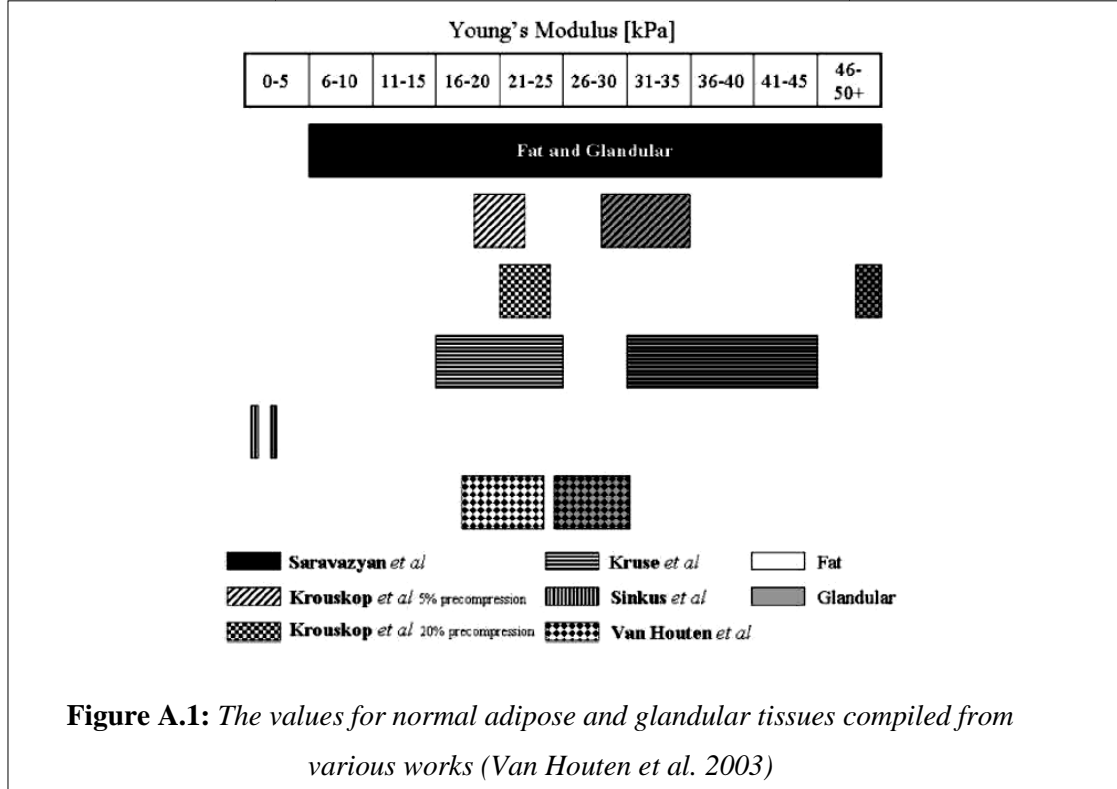 Young's Modulus [kPa]
0-5 6-10 11-15 16-20 21-25 26-30 31-35 36-40 41-45 46-
50+
Fat and Glandular
Saravazyan et al Kruse et al Fat
Krouskop et al 5% precompression Sinkus et al Glandular
Krouskop et al 20% precompression Van Houten et al
Figure A.1: The values for normal adipose and glandular tissues compiled from
various works (Van Houten et al. 2003)